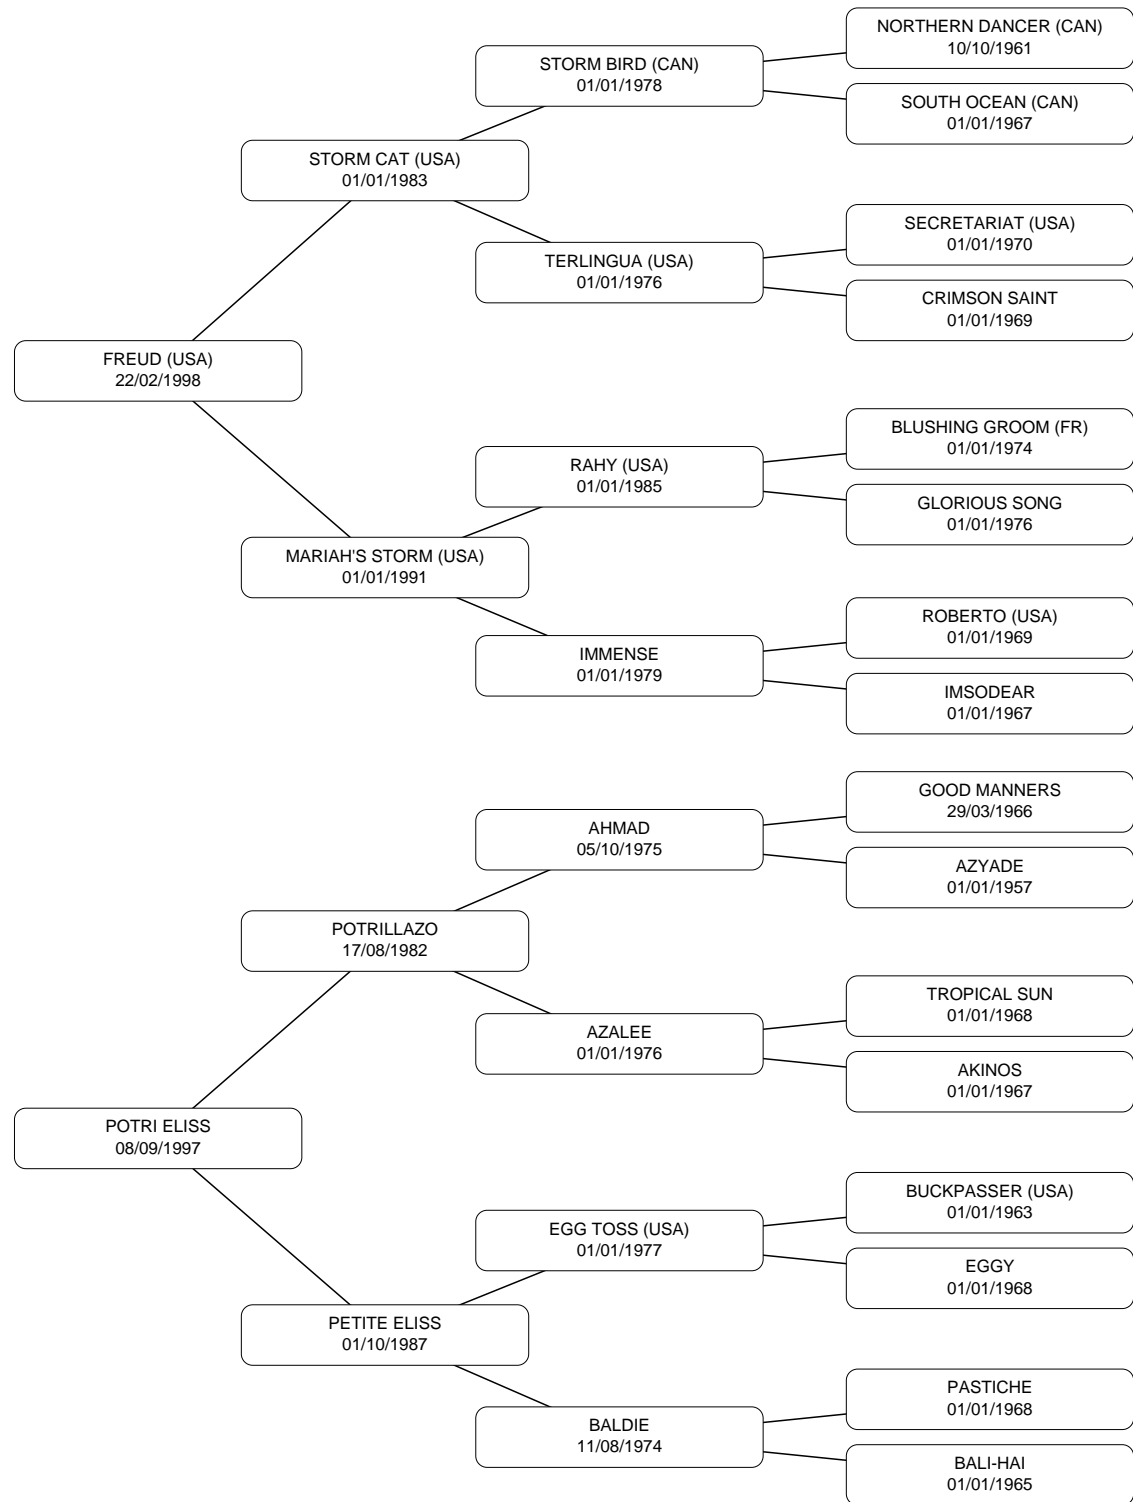 NORTHERN DANCER (CAN)
10/10/1961
STORM BIRD (CAN)
01/01/1978
SOUTH OCEAN (CAN)
01/01/1967
STORM CAT (USA)
01/01/1983
SECRETARIAT (USA)
01/01/1970
TERLINGUA (USA)
01/01/1976
CRIMSON SAINT
01/01/1969
FREUD (USA)
22/02/1998
BLUSHING GROOM (FR)
01/01/1974
RAHY (USA)
01/01/1985
GLORIOUS SONG
01/01/1976
MARIAH'S STORM (USA)
01/01/1991
ROBERTO (USA)
01/01/1969
IMMENSE
01/01/1979
IMSODEAR
01/01/1967
GOOD MANNERS
29/03/1966
AHMAD
05/10/1975
AZYADE
01/01/1957
POTRILLAZO
17/08/1982
TROPICAL SUN
01/01/1968
AZALEE
01/01/1976
AKINOS
01/01/1967
POTRI ELISS
08/09/1997
BUCKPASSER (USA)
01/01/1963
EGG TOSS (USA)
01/01/1977
EGGY
01/01/1968
PETITE ELISS
01/10/1987
PASTICHE
01/01/1968
BALDIE
11/08/1974
BALI-HAI
01/01/1965